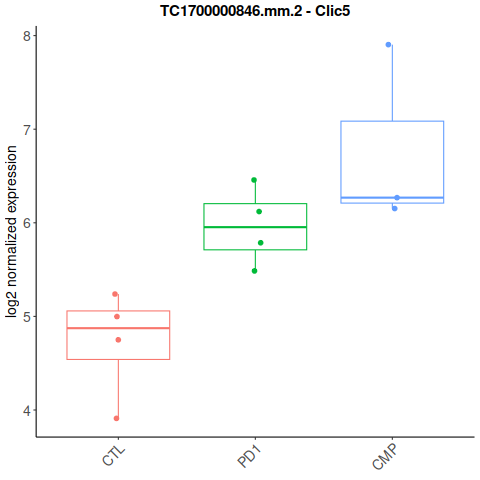 TC1700000846.mm.2 - Clic5
log2 normalized expression
8
7
6
5
4
CTL
PD1
CMP